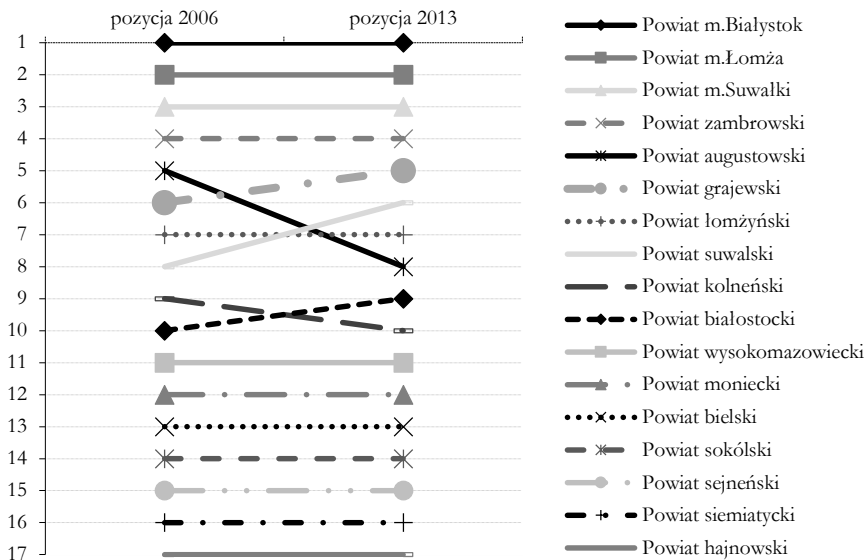 pozycja 2006 pozycja 2013
1
2
3
4
5
6
7
8
9
10
11
12
13
14
15
16
17
Powiat m.Białystok
Powiat m.Łomża
Powiat m.Suwałki
Powiat zambrowski
Powiat augustowski
Powiat grajewski
Powiat łomżyński
Powiat suwalski
Powiat kolneński
Powiat białostocki
Powiat wysokomazowiecki
Powiat moniecki
Powiat bielski
Powiat sokólski
Powiat sejneński
Powiat siemiatycki
Powiat hajnowski